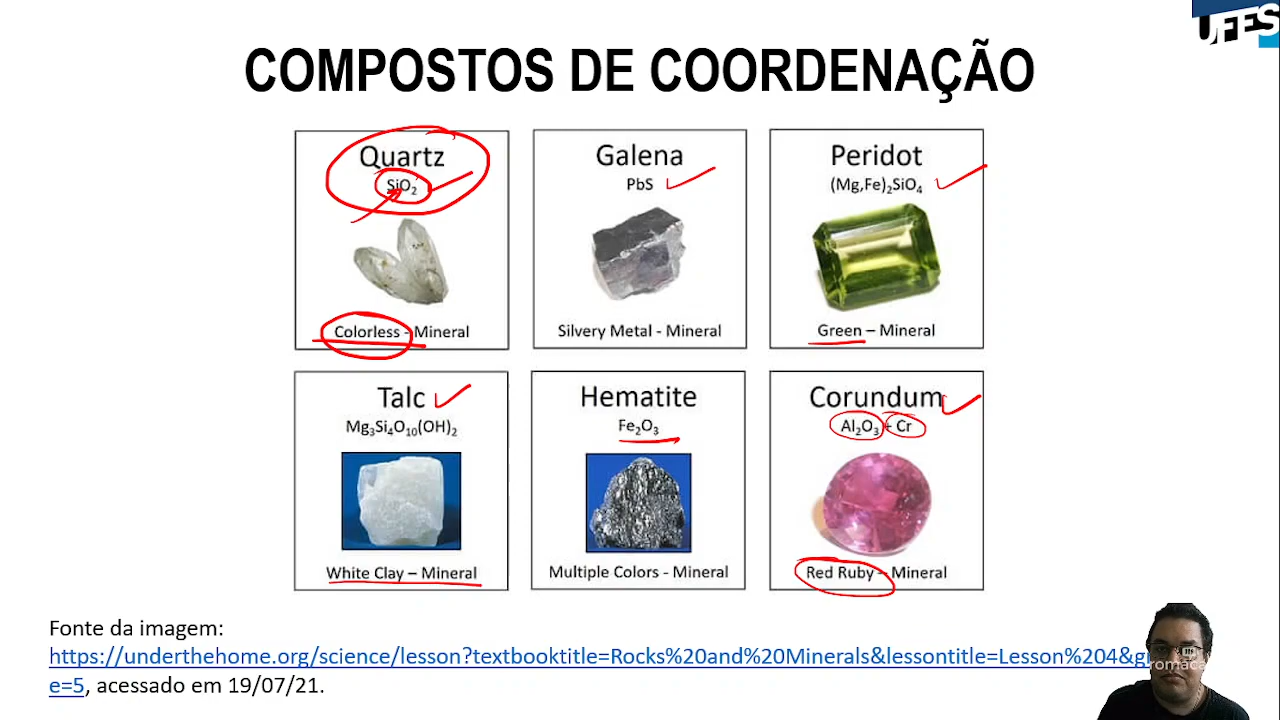 UFES
COMPOSTOS DE COORDENAÇÃO
Quartz
SiO₂
Colorless - Mineral
Galena
PbS
Silvery Metal - Mineral
Peridot
(Mg,Fe)₂SiO₄
Green – Mineral
Talc
Mg₃Si₄O₁₀(OH)₂
White Clay – Mineral
Hematite
Fe₂O₃
Multiple Colors - Mineral
Corundum
Al₂O₃ + Cr
Red Ruby – Mineral
Fonte da imagem:
https://underthehome.org/science/lesson?textbooktitle=Rocks%20and%20Minerals&lessontitle=Lesson%204&g
e=5, acessado em 19/07/21.